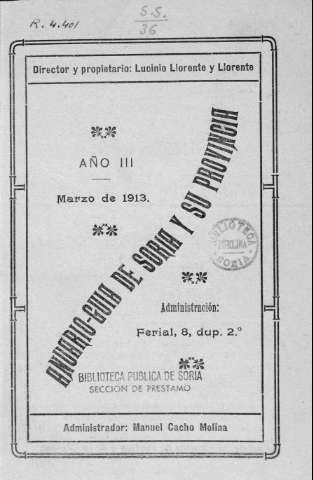 R. 4.401
S.S.
36
Director y propietario: Lucinio Llorente y Llorente
AÑO III
Marzo de 1913.
ANUARIO-GUIA DE SORIA Y SU PROVINCIA
BIBLIOTECA
SORIA
Administración:
Ferial, 8, dup. 2.º
BIBLIOTECA PUBLICA DE SORIA
SECCION DE PRESTAMO
Administrador: Manuel Cacho Molina